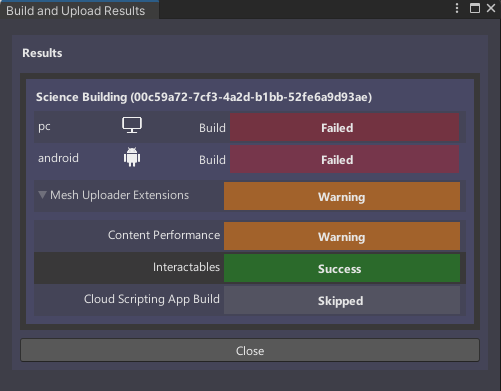 Build and Upload Results
Results
Science Building (00c59a72-7cf3-4a2d-b1bb-52fe6a9d93ae)
pc Build Failed
android Build Failed
Mesh Uploader Extensions Warning
Content Performance Warning
Interactables Success
Cloud Scripting App Build Skipped
Close